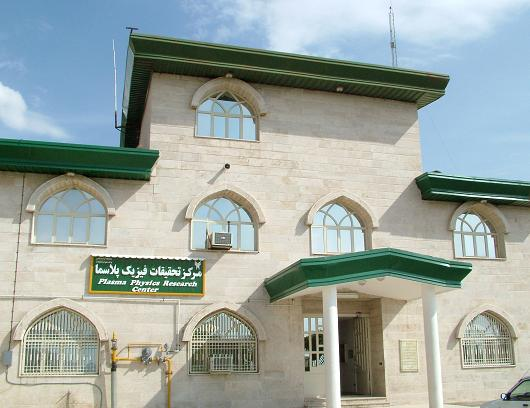 مرکز تحقیقات فیزیک پلاسما
Plasma Physics Research
Center